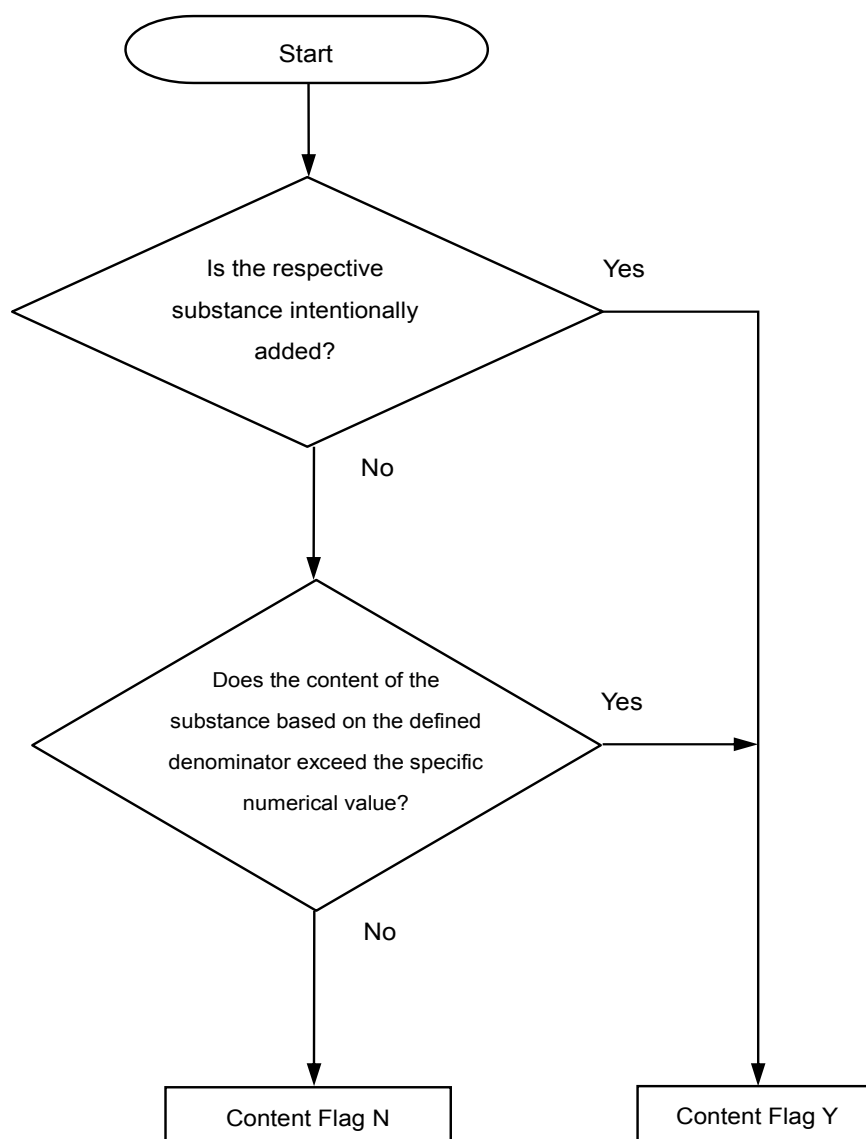 Start
Is the respective
substance intentionally
added?
Yes
No
Does the content of the
substance based on the defined
denominator exceed the specific
numerical value?
Yes
No
Content Flag N
Content Flag Y